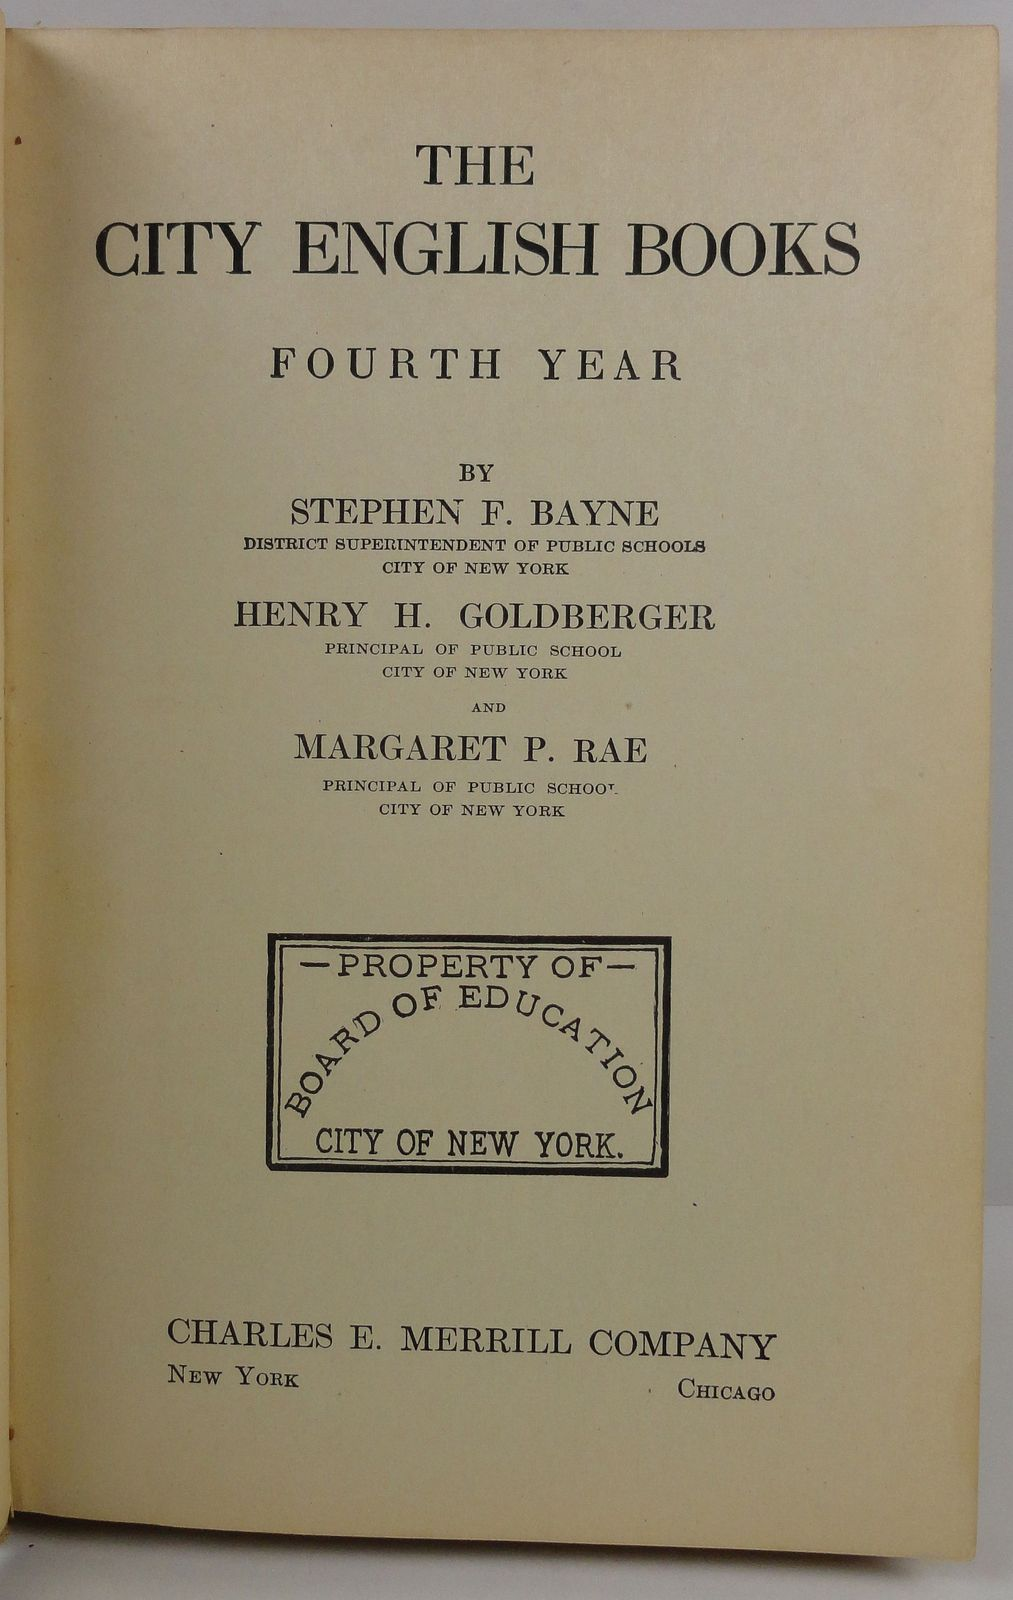 THE
CITY ENGLISH BOOKS
FOURTH YEAR
BY
STEPHEN F. BAYNE
DISTRICT SUPERINTENDENT OF PUBLIC SCHOOLS
CITY OF NEW YORK
HENRY H. GOLDBERGER
PRINCIPAL OF PUBLIC SCHOOL
CITY OF NEW YORK
AND
MARGARET P. RAE
PRINCIPAL OF PUBLIC SCHOOL
CITY OF NEW YORK
—PROPERTY OF—
BOARD OF EDUCATION
CITY OF NEW YORK.
CHARLES E. MERRILL COMPANY
NEW YORK CHICAGO